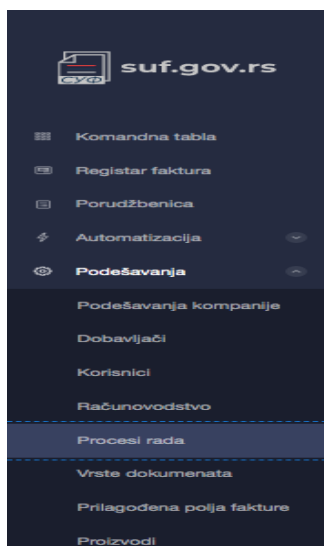 СУФ
suf.gov.rs
Komandna tabla
Registar faktura
Porudžbenica
Automatizacija
Podešavanja
Podešavanja kompanije
Dobavljači
Korisnici
Računovodstvo
Procesi rada
Vrste dokumenata
Prilagođena polja fakture
Proizvodi